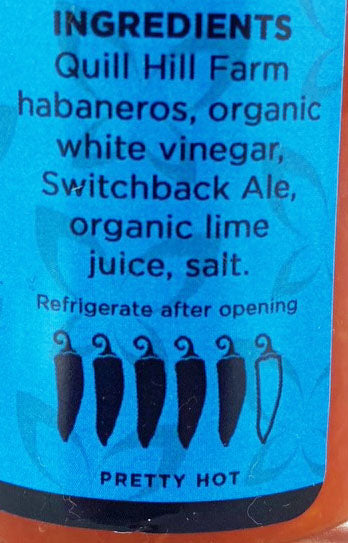 INGREDIENTS
Quill Hill Farm
habaneros, organic
white vinegar,
Switchback Ale,
organic lime
juice, salt.
Refrigerate after opening
PRETTY HOT